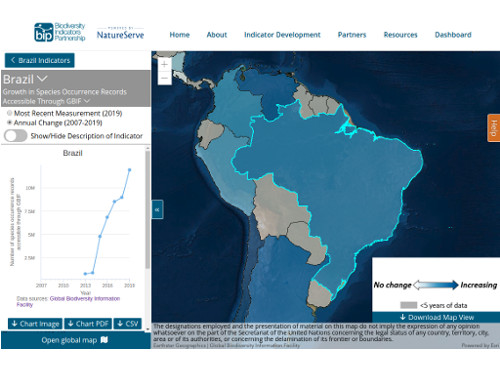 bip
Biodiversity
Indicators
Partnership
POWERED BY
NatureServe
Home
About
Indicator Development
Partners
Resources
Dashboard
Brazil Indicators
Brazil
Growth in Species Occurrence Records
Accessible Through GBIF
Most Recent Measurement (2019)
Annual Change (2007-2019)
Show/Hide Description of Indicator
Brazil
Number of species occurrence records
accessible through GBIF
10M
7.5M
5M
2.5M
2007
2010
2013
2016
2019
Year
Data sources: Global Biodiversity Information
Facility
Chart Image
Chart PDF
CSV
Open global map
+
−
«
Help
No change
Increasing
<5 years of data
Download Map View
The designations employed and the presentation of material on this map do not imply the expression of any opinion
whatsoever on the part of the Secretariat of the United Nations concerning the legal status of any country, territory, city,
area or of its authorities, or concerning the delamination of its frontier or boundaries.
Earthstar Geographics | Global Biodiversity Information Facility
Powered by Esri